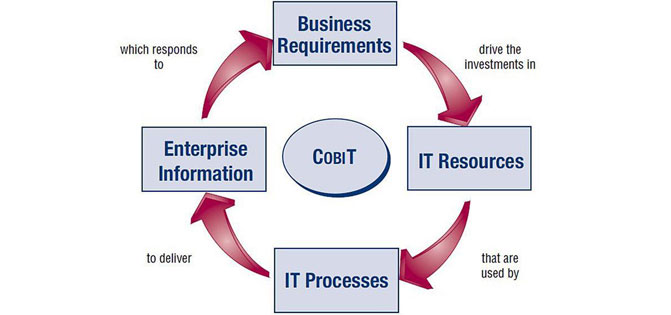 Business
Requirements
drive the
investments in
IT Resources
that are
used by
IT Processes
to deliver
Enterprise
Information
which responds
to
COBIT